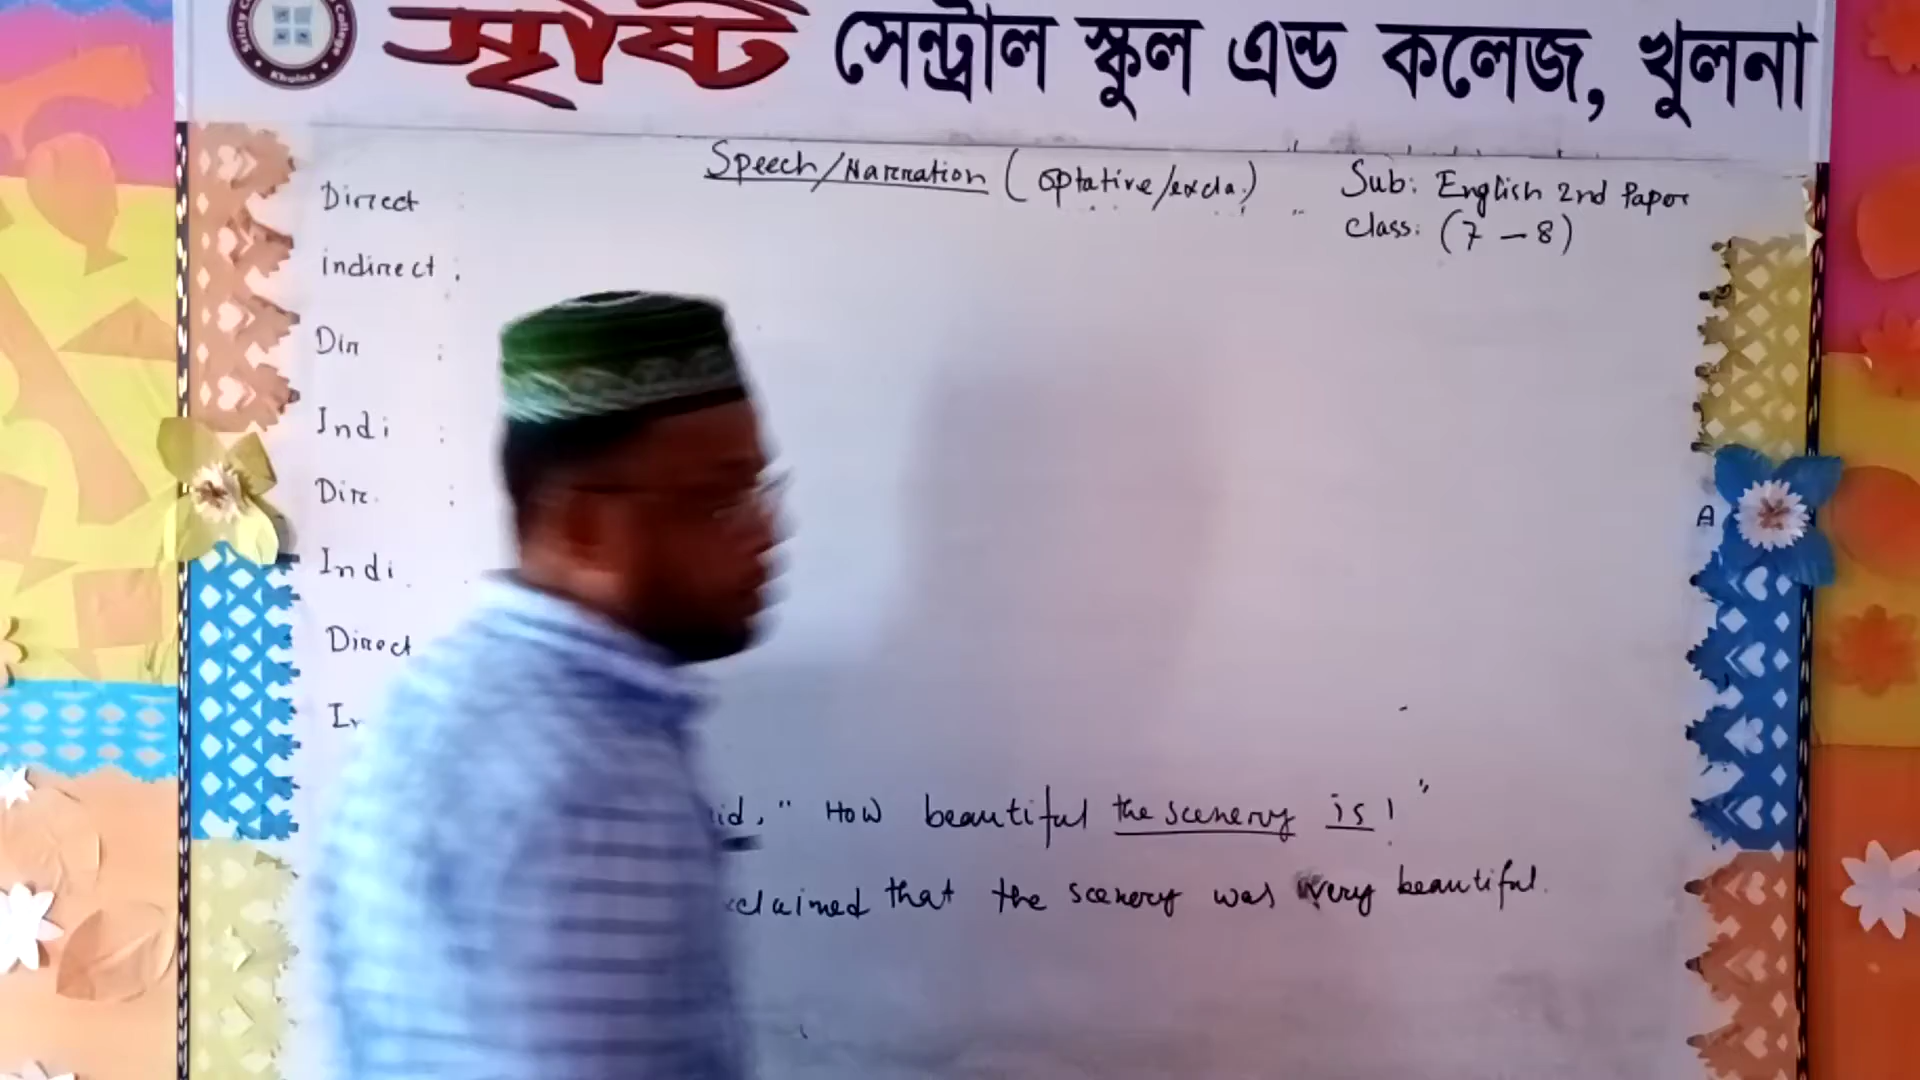 সৃষ্টি সেন্ট্রাল স্কুল এন্ড কলেজ, খুলনা
Khulna
Speech/Narration (optative/excla.)
Sub: English 2nd Paper
Class: (7 – 8)
Direct :
indirect :
Dir :
Indi :
Dir. :
Indi
A
Direct
" How beautiful the scenery is! "
that the scenery was very beautiful.